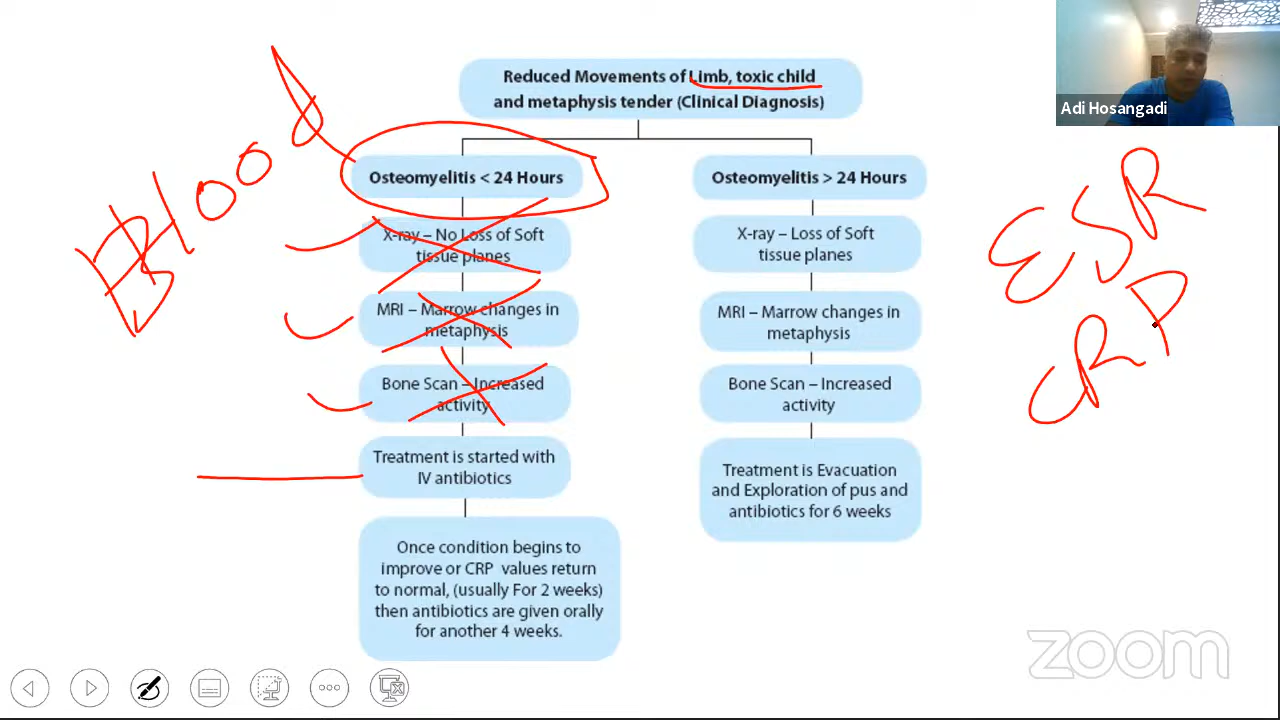 Reduced Movements of Limb, toxic child
and metaphysis tender (Clinical Diagnosis)
Adi Hosangadi
Blood
Osteomyelitis < 24 Hours
X-ray – No Loss of Soft
tissue planes
MRI – Marrow changes in
metaphysis
Bone Scan – Increased
activity
Treatment is started with
IV antibiotics
Once condition begins to
improve or CRP values return
to normal, (usually For 2 weeks)
then antibiotics are given orally
for another 4 weeks.
Osteomyelitis > 24 Hours
X-ray – Loss of Soft
tissue planes
MRI – Marrow changes in
metaphysis
Bone Scan – Increased
activity
Treatment is Evacuation
and Exploration of pus and
antibiotics for 6 weeks
ESR
CRP
zoom